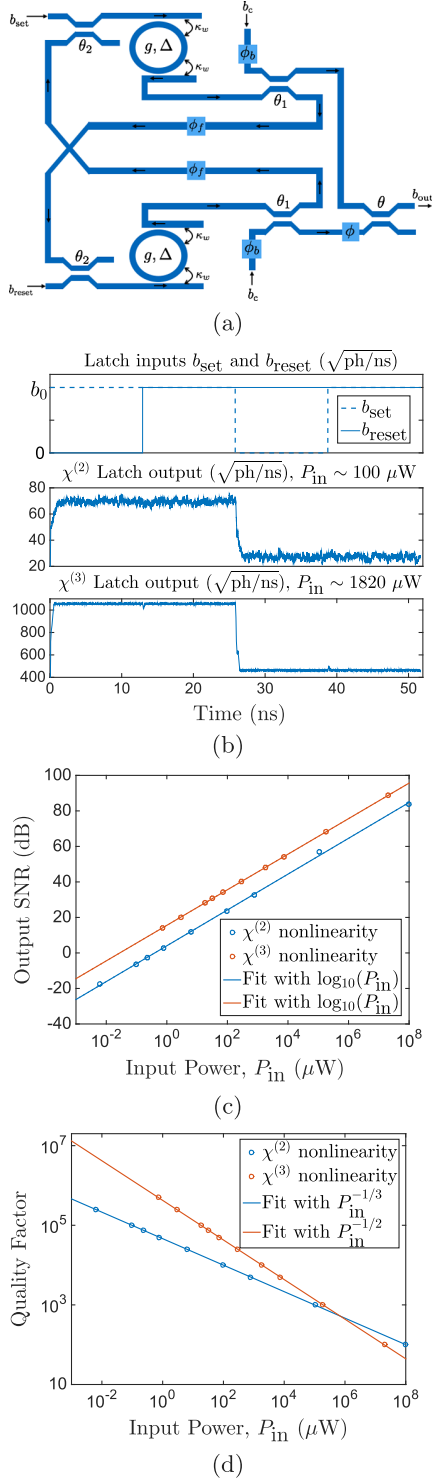 b_set
θ_2
g, Δ
κ_w
κ_w
b_c
ϕ_b
θ_1
ϕ_f
ϕ_f
θ_1
θ
b_out
θ_2
g, Δ
κ_w
κ_w
b_reset
ϕ_b
ϕ
b_c
(a)
Latch inputs b_set and b_reset (√ph/ns)
b_0
0
b_set
b_reset
χ^(2) Latch output (√ph/ns), P_in ∼ 100 μW
80
60
40
20
χ^(3) Latch output (√ph/ns), P_in ∼ 1820 μW
1000
800
600
400
0 10 20 30 40 50
Time (ns)
(b)
Output SNR (dB)
100
80
60
40
20
0
-20
-40
χ^(2) nonlinearity
χ^(3) nonlinearity
Fit with log_10(P_in)
Fit with log_10(P_in)
10^-2 10^0 10^2 10^4 10^6 10^8
Input Power, P_in (μW)
(c)
Quality Factor
10^7
10^5
10^3
10
χ^(2) nonlinearity
χ^(3) nonlinearity
Fit with P_in^-1/3
Fit with P_in^-1/2
10^-2 10^0 10^2 10^4 10^6 10^8
Input Power, P_in (μW)
(d)